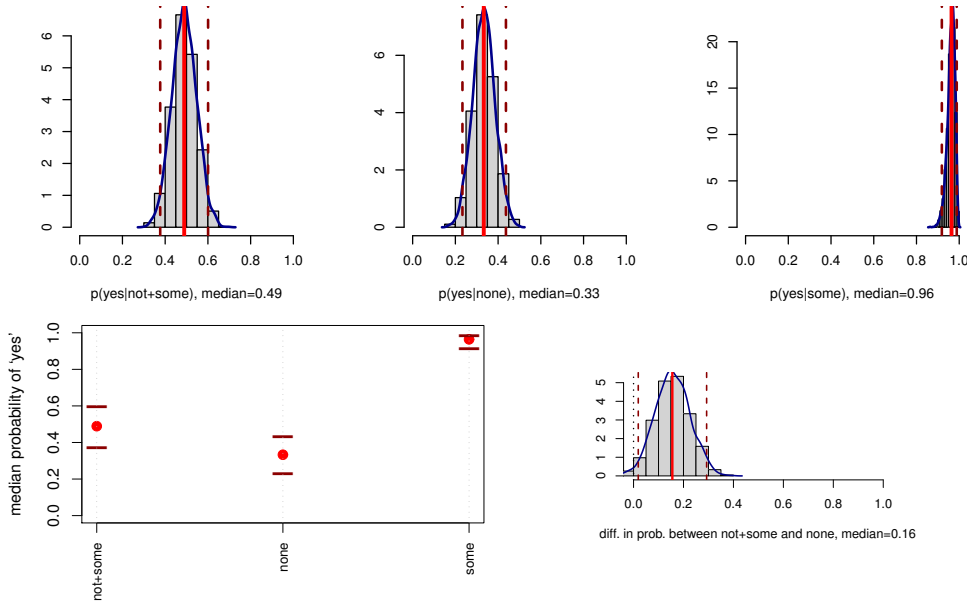 0 1 2 3 4 5 6
0.0 0.2 0.4 0.6 0.8 1.0
p(yes|not+some), median=0.49
0 2 4 6
0.0 0.2 0.4 0.6 0.8 1.0
p(yes|none), median=0.33
0 5 10 15 20
0.0 0.2 0.4 0.6 0.8 1.0
p(yes|some), median=0.96
median probability of ‘yes’
0.0 0.2 0.4 0.6 0.8 1.0
not+some
none
some
0 1 2 3 4 5
0.0 0.2 0.4 0.6 0.8 1.0
diff. in prob. between not+some and none, median=0.16